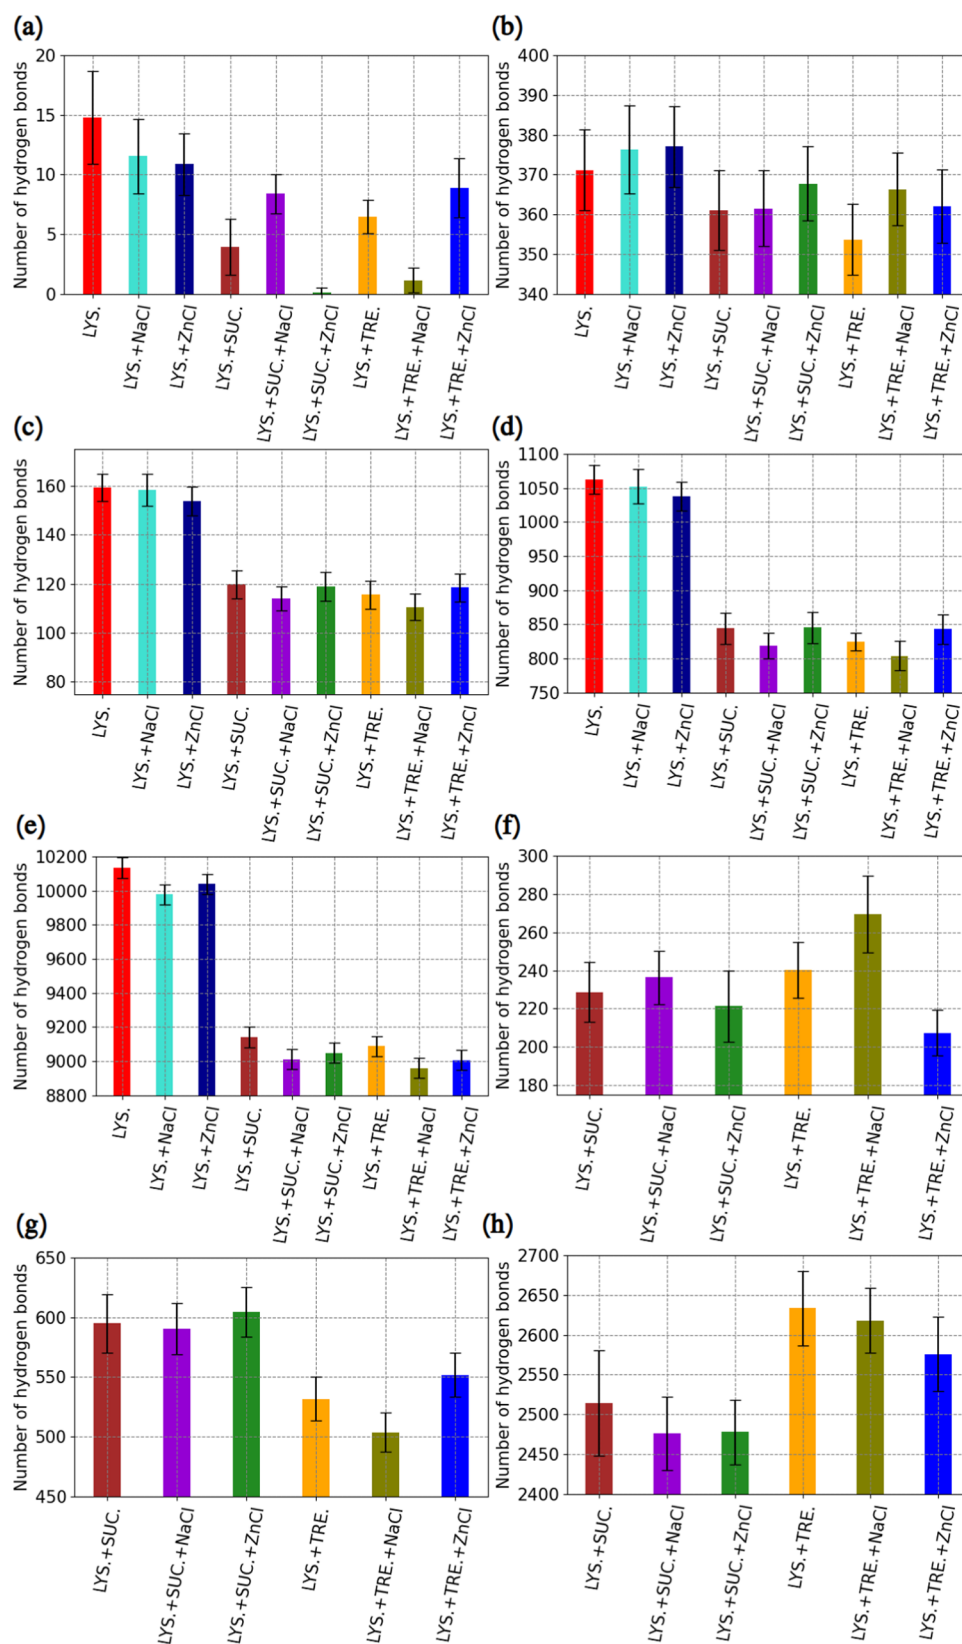 (a)
Number of hydrogen bonds
20
15
10
5
0
LYS.
LYS.+NaCl
LYS.+ZnCl
LYS.+SUC.
LYS.+SUC.+NaCl
LYS.+SUC.+ZnCl
LYS.+TRE.
LYS.+TRE.+NaCl
LYS.+TRE.+ZnCl
(b)
Number of hydrogen bonds
400
390
380
370
360
350
340
LYS.
LYS.+NaCl
LYS.+ZnCl
LYS.+SUC.
LYS.+SUC.+NaCl
LYS.+SUC.+ZnCl
LYS.+TRE.
LYS.+TRE.+NaCl
LYS.+TRE.+ZnCl
(c)
Number of hydrogen bonds
160
140
120
100
80
LYS.
LYS.+NaCl
LYS.+ZnCl
LYS.+SUC.
LYS.+SUC.+NaCl
LYS.+SUC.+ZnCl
LYS.+TRE.
LYS.+TRE.+NaCl
LYS.+TRE.+ZnCl
(d)
Number of hydrogen bonds
1100
1050
1000
950
900
850
800
750
LYS.
LYS.+NaCl
LYS.+ZnCl
LYS.+SUC.
LYS.+SUC.+NaCl
LYS.+SUC.+ZnCl
LYS.+TRE.
LYS.+TRE.+NaCl
LYS.+TRE.+ZnCl
(e)
Number of hydrogen bonds
10200
10000
9800
9600
9400
9200
9000
8800
LYS.
LYS.+NaCl
LYS.+ZnCl
LYS.+SUC.
LYS.+SUC.+NaCl
LYS.+SUC.+ZnCl
LYS.+TRE.
LYS.+TRE.+NaCl
LYS.+TRE.+ZnCl
(f)
Number of hydrogen bonds
300
280
260
240
220
200
180
LYS.+SUC.
LYS.+SUC.+NaCl
LYS.+SUC.+ZnCl
LYS.+TRE.
LYS.+TRE.+NaCl
LYS.+TRE.+ZnCl
(g)
Number of hydrogen bonds
650
600
550
500
450
LYS.+SUC.
LYS.+SUC.+NaCl
LYS.+SUC.+ZnCl
LYS.+TRE.
LYS.+TRE.+NaCl
LYS.+TRE.+ZnCl
(h)
Number of hydrogen bonds
2700
2650
2600
2550
2500
2450
2400
LYS.+SUC.
LYS.+SUC.+NaCl
LYS.+SUC.+ZnCl
LYS.+TRE.
LYS.+TRE.+NaCl
LYS.+TRE.+ZnCl